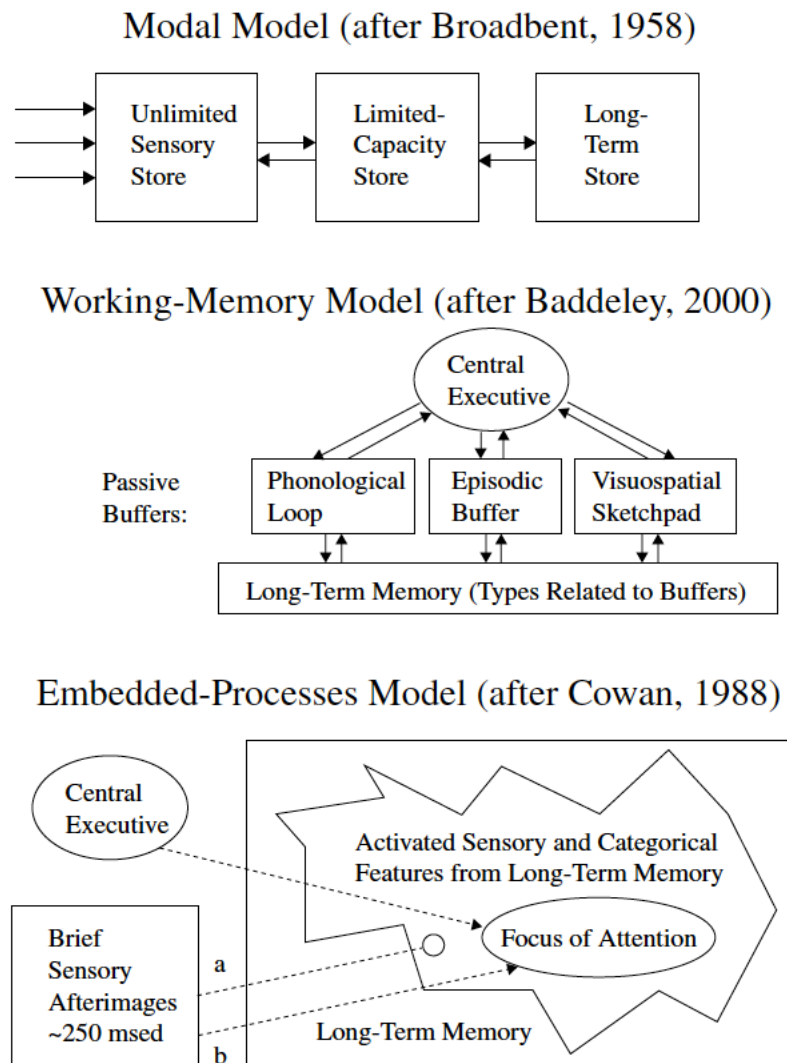 Modal Model (after Broadbent, 1958)
Unlimited
Sensory
Store
Limited-
Capacity
Store
Long-
Term
Store
Working-Memory Model (after Baddeley, 2000)
Central
Executive
Passive
Buffers:
Phonological
Loop
Episodic
Buffer
Visuospatial
Sketchpad
Long-Term Memory (Types Related to Buffers)
Embedded-Processes Model (after Cowan, 1988)
Central
Executive
Activated Sensory and Categorical
Features from Long-Term Memory
Focus of Attention
Brief
Sensory
Afterimages
~250 msed
a
b
Long-Term Memory